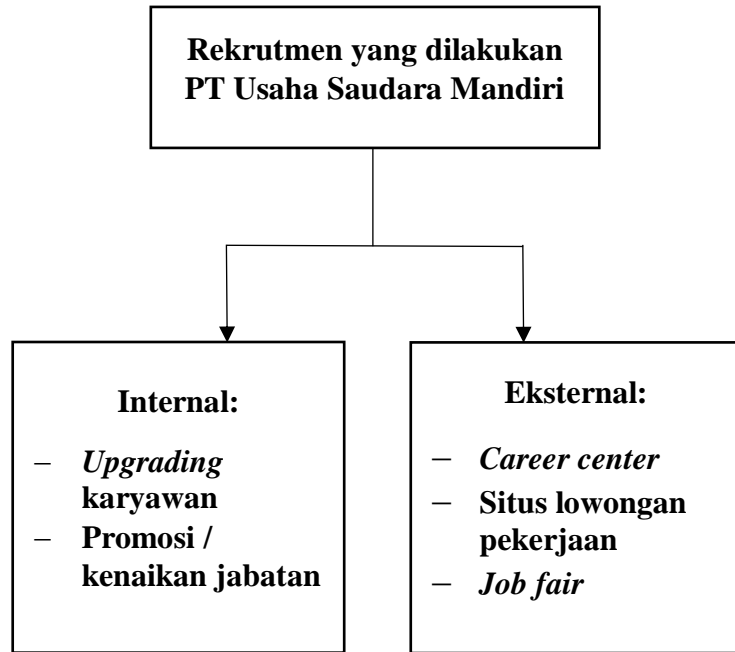 Rekrutmen yang dilakukan
PT Usaha Saudara Mandiri
Internal:
– Upgrading
karyawan
– Promosi /
kenaikan jabatan
Eksternal:
– Career center
– Situs lowongan
pekerjaan
– Job fair